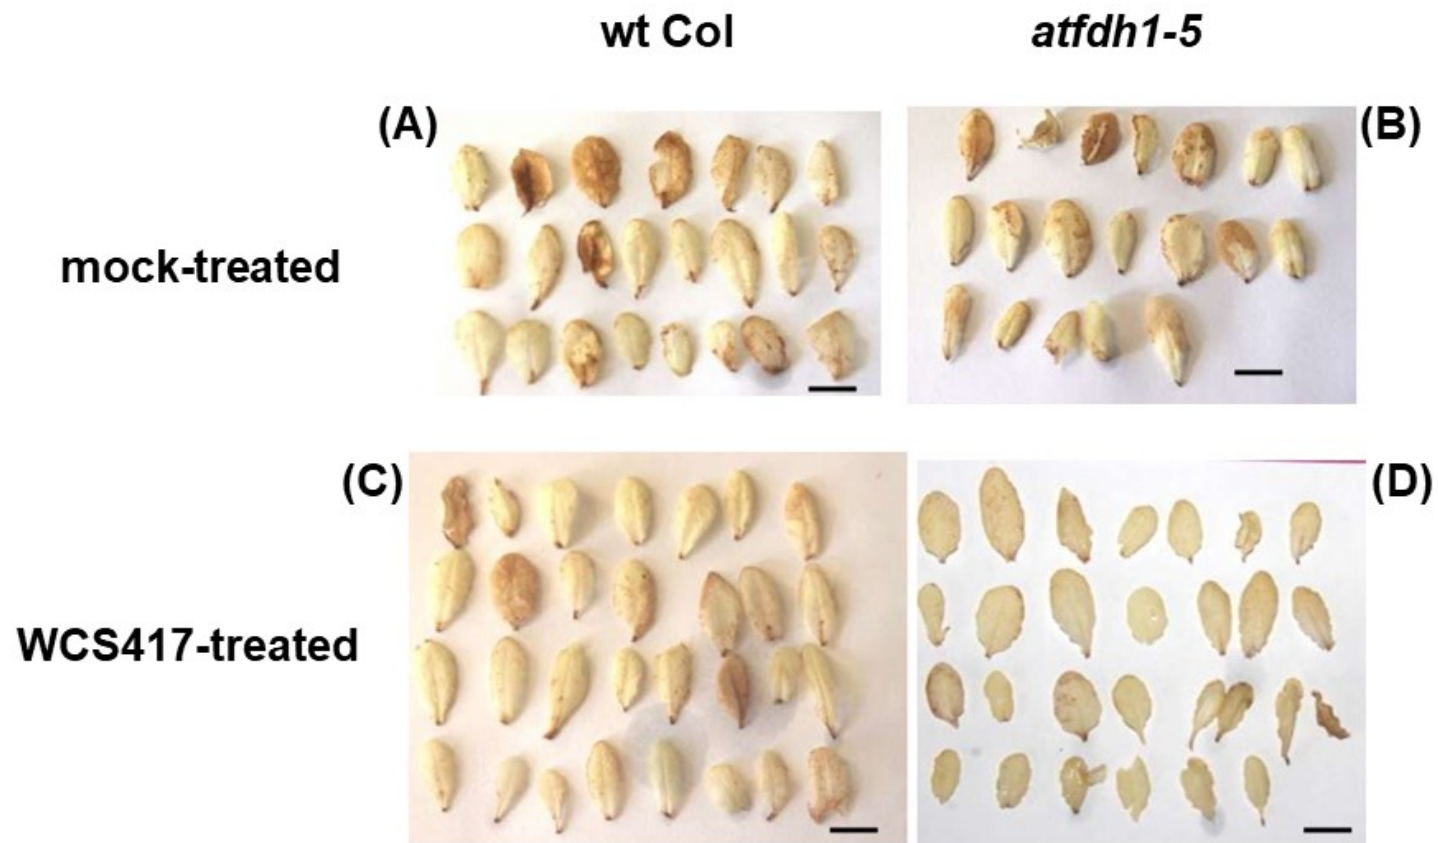 wt Col
atfdh1-5
(A)
(B)
mock-treated
(C)
(D)
WCS417-treated